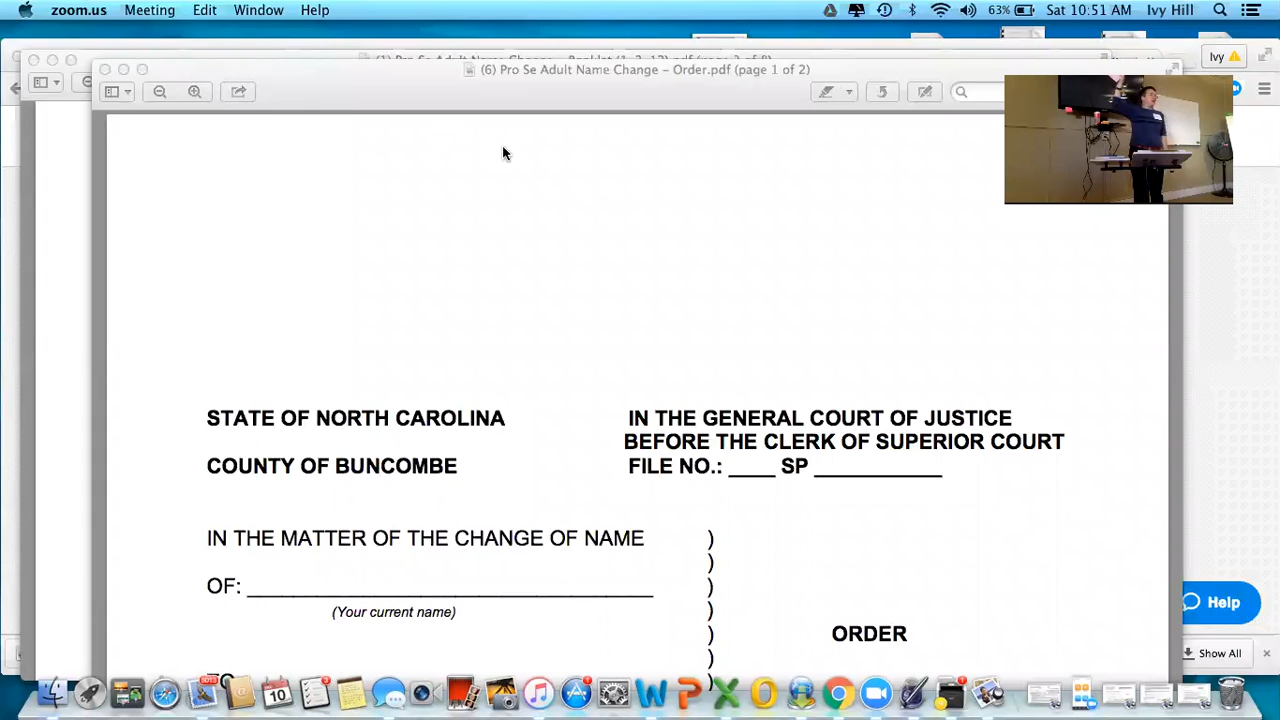 zoom.us Meeting Edit Window Help 63% Sat 10:51 AM Ivy Hill
Ivy
(6) Pro Se Adult Name Change – Order.pdf (page 1 of 2)
STATE OF NORTH CAROLINA
IN THE GENERAL COURT OF JUSTICE
BEFORE THE CLERK OF SUPERIOR COURT
COUNTY OF BUNCOMBE
FILE NO.: ____ SP ___________
IN THE MATTER OF THE CHANGE OF NAME )
)
OF: __________________________________ )
(Your current name) )
ORDER )
)
Help
Show All
10